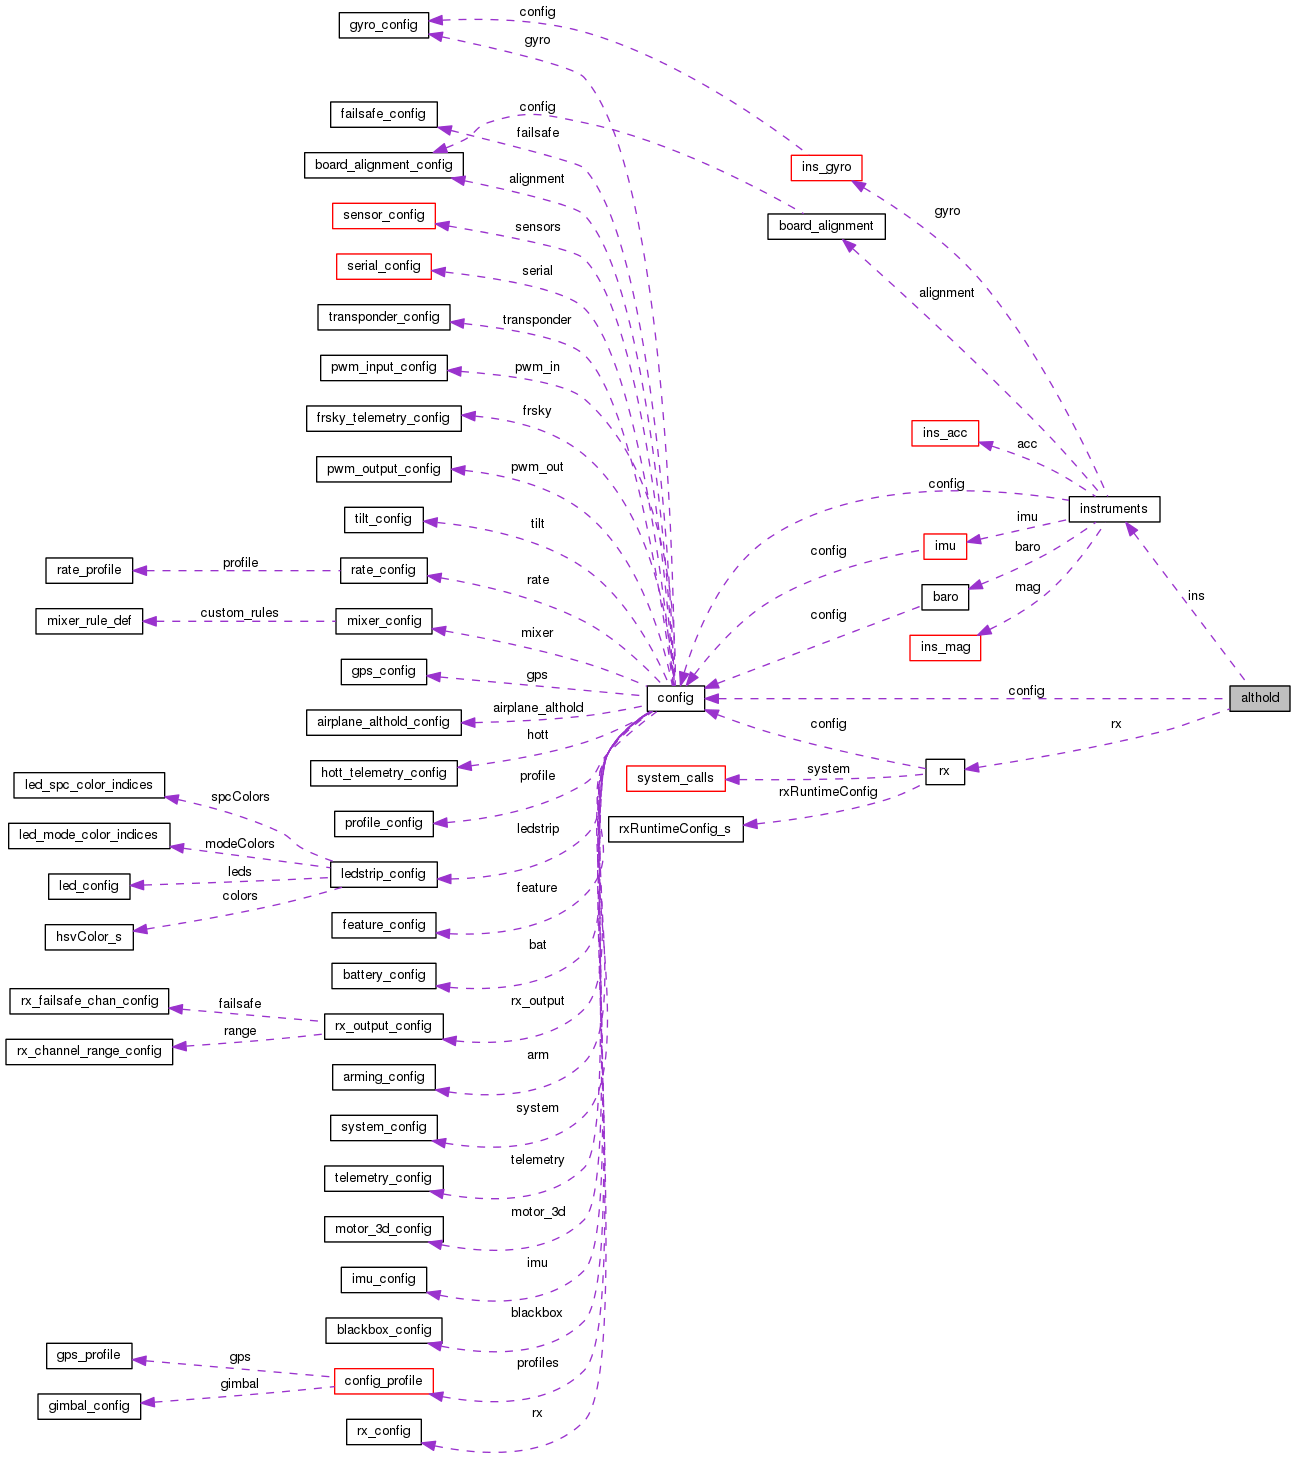 config
gyro_config
gyro
failsafe_config
config
failsafe
board_alignment_config
ins_gyro
alignment
sensor_config
sensors
board_alignment
gyro
serial_config
serial
alignment
transponder_config
transponder
pwm_input_config
pwm_in
frsky_telemetry_config
frsky
ins_acc
acc
pwm_output_config
pwm_out
config
instruments
tilt_config
tilt
imu
config
imu
baro
rate_profile
profile
rate_config
rate
mag
baro
ins
mixer_rule_def
custom_rules
mixer_config
mixer
config
ins_mag
gps_config
gps
config
config
althold
airplane_althold_config
airplane_althold
config
rx
hott_telemetry_config
hott
system_calls
system
rx
led_spc_color_indices
spcColors
profile
rxRuntimeConfig
profile_config
rxRuntimeConfig_s
led_mode_color_indices
modeColors
ledstrip
led_config
leds
ledstrip_config
colors
feature
hsvColor_s
feature_config
bat
battery_config
rx_failsafe_chan_config
failsafe
rx_output
rx_output_config
rx_channel_range_config
range
arm
arming_config
system
system_config
telemetry
telemetry_config
motor_3d
motor_3d_config
imu
imu_config
blackbox
blackbox_config
gps_profile
gps
profiles
config_profile
gimbal_config
gimbal
rx
rx_config